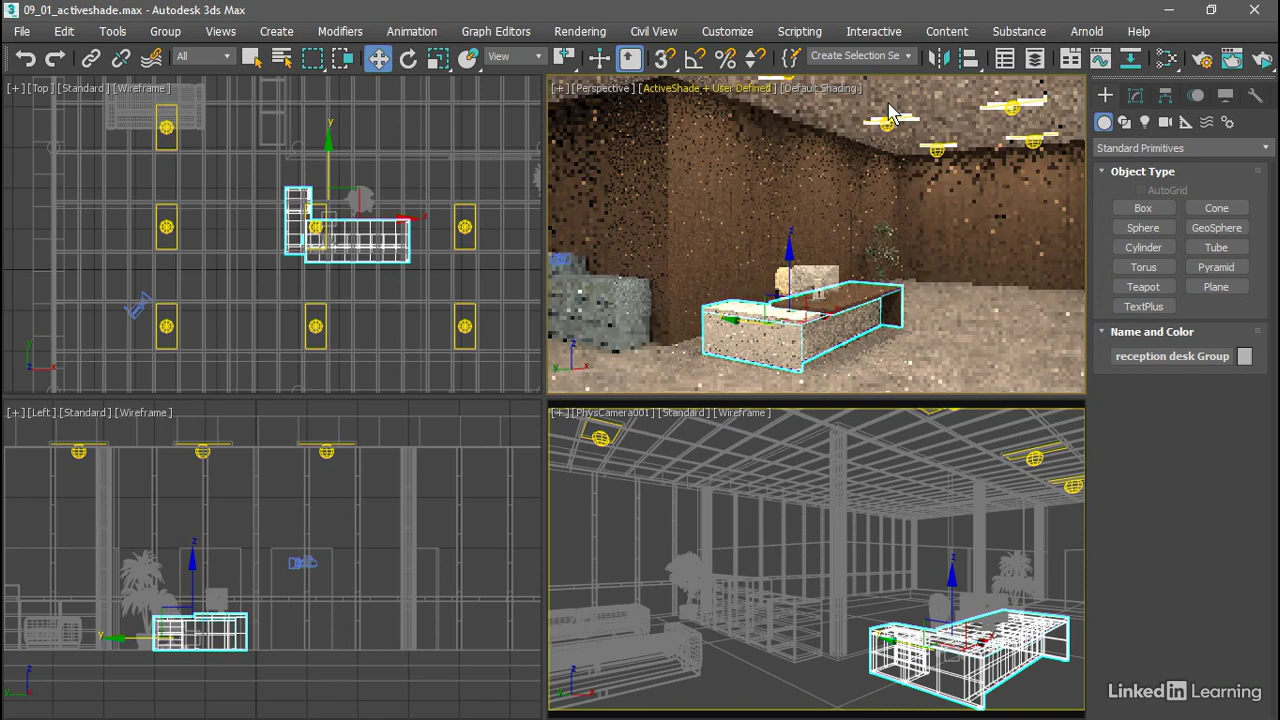 3 09_01_activeshade.max - Autodesk 3ds Max
File Edit Tools Group Views Create Modifiers Animation Graph Editors Rendering Civil View Customize Scripting Interactive Content Substance Arnold Help
All View Create Selection Se
[+] [Top] [Standard] [Wireframe]
[+] [Perspective] [ActiveShade + User Defined] [Default Shading]
Standard Primitives
Object Type
AutoGrid
Box Cone
Sphere GeoSphere
Cylinder Tube
Torus Pyramid
Teapot Plane
TextPlus
Name and Color
reception desk Group
[+] [Left] [Standard] [Wireframe]
[+] [PhysCamera001] [Standard] [Wireframe]
LinkedIn Learning